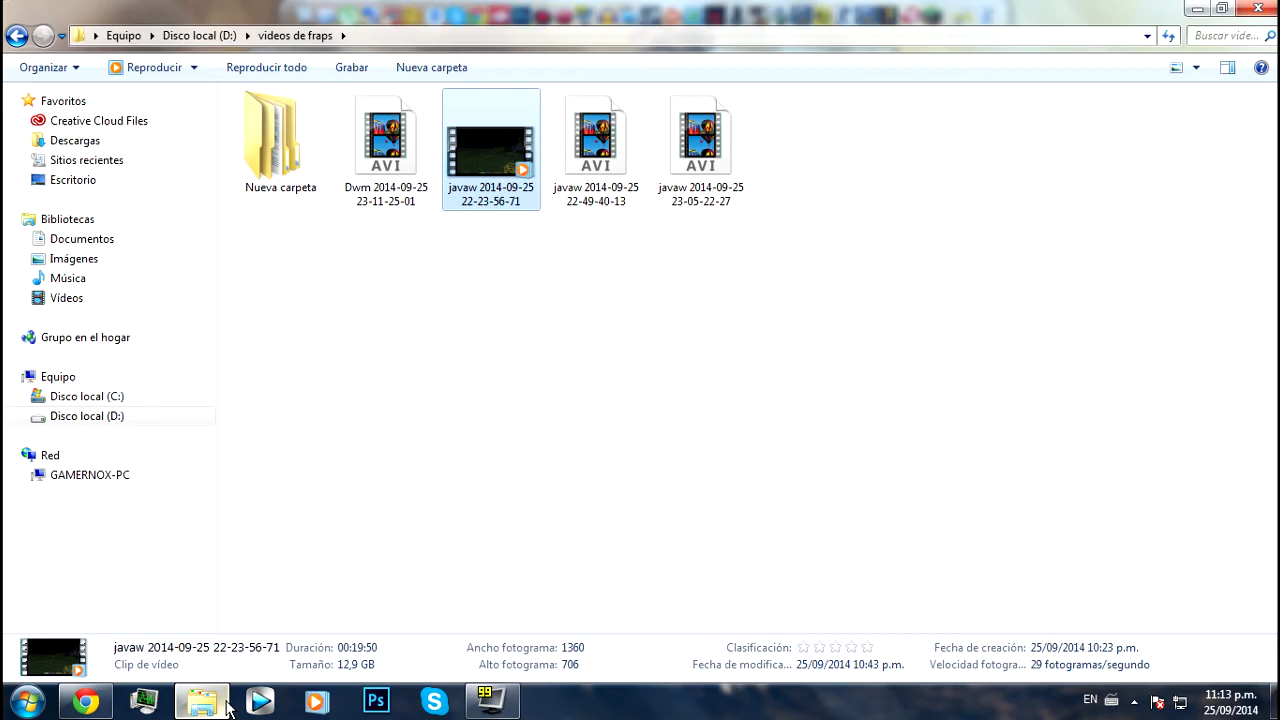 Equipo ▸ Disco local (D:) ▸ videos de fraps
Buscar vide...
Organizar Reproducir Reproducir todo Grabar Nueva carpeta
Favoritos
Creative Cloud Files
Descargas
Sitios recientes
Escritorio
Bibliotecas
Documentos
Imágenes
Música
Vídeos
Grupo en el hogar
Equipo
Disco local (C:)
Disco local (D:)
Red
GAMERNOX-PC
Nueva carpeta
AVI
Dwm 2014-09-25
23-11-25-01
javaw 2014-09-25
22-23-56-71
AVI
javaw 2014-09-25
22-49-40-13
AVI
javaw 2014-09-25
23-05-22-27
javaw 2014-09-25 22-23-56-71 Duración: 00:19:50 Ancho fotograma: 1360 Clasificación: Fecha de creación: 25/09/2014 10:23 p.m.
Clip de vídeo Tamaño: 12,9 GB Alto fotograma: 706 Fecha de modifica... 25/09/2014 10:43 p.m. Velocidad fotogra... 29 fotogramas/segundo
Ps
S
99
EN
11:13 p.m.
25/09/2014